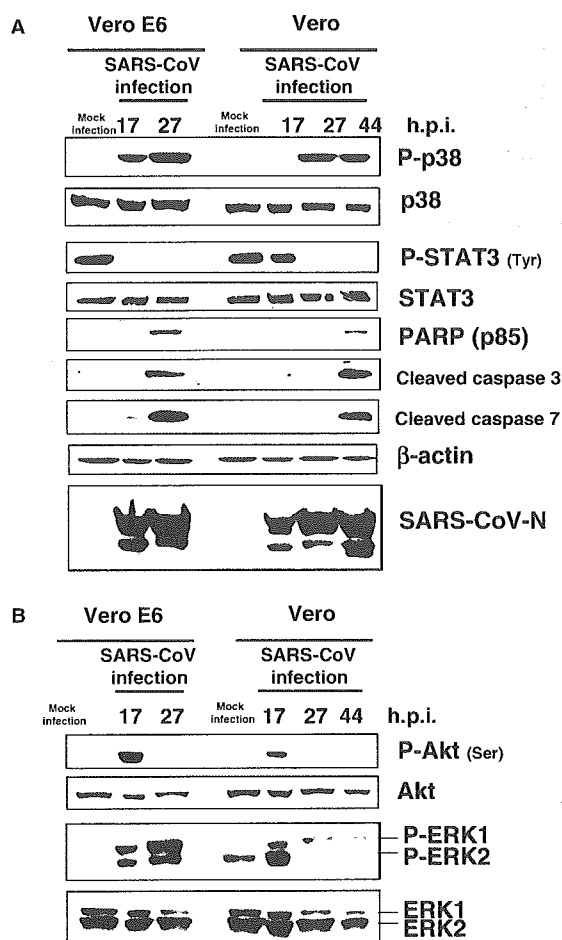 A
Vero E6 Vero
SARS-CoV infection SARS-CoV infection
Mock infection 17 27 Mock infection 17 27 44 h.p.i.
P-p38
p38
P-STAT3 (Tyr)
STAT3
PARP (p85)
Cleaved caspase 3
Cleaved caspase 7
β-actin
SARS-CoV-N
B
Vero E6 Vero
SARS-CoV infection SARS-CoV infection
Mock infection 17 27 Mock infection 17 27 44 h.p.i.
P-Akt (Ser)
Akt
P-ERK1
P-ERK2
ERK1
ERK2